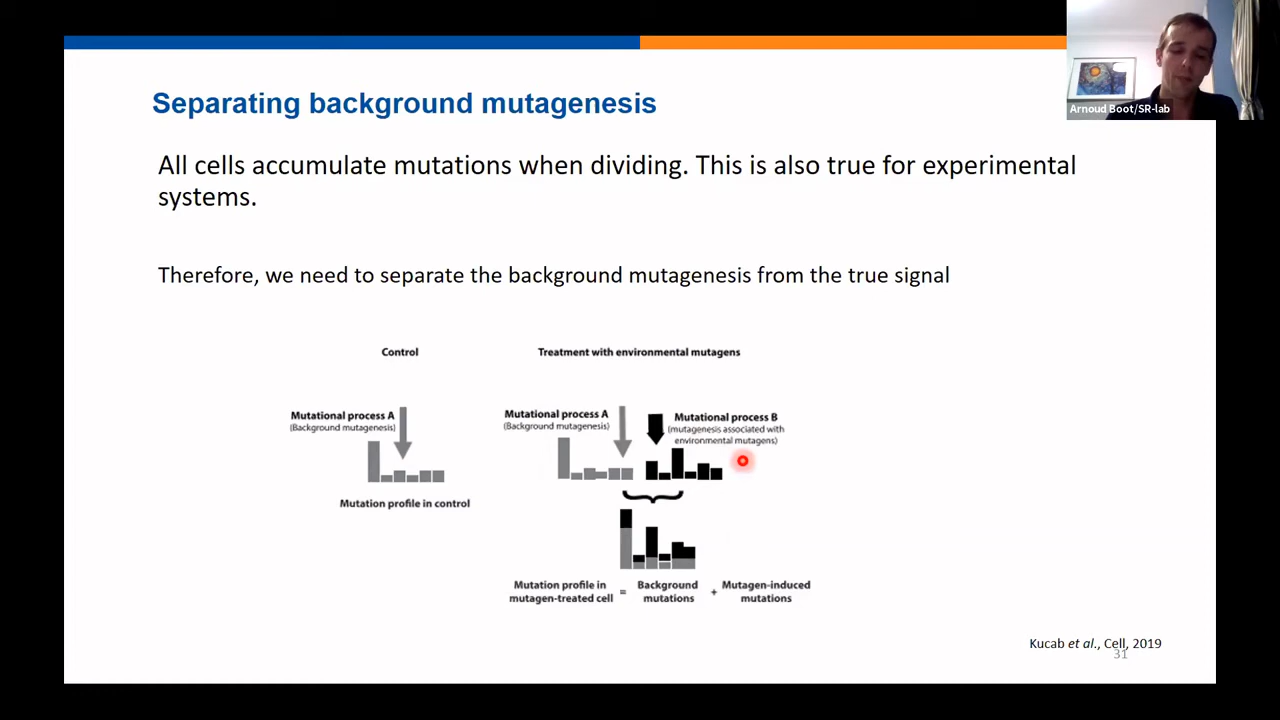 Arnoud Boot/SR-lab
Separating background mutagenesis
All cells accumulate mutations when dividing. This is also true for experimental
systems.
Therefore, we need to separate the background mutagenesis from the true signal
Control
Mutational process A
(Background mutagenesis)
Mutation profile in control
Treatment with environmental mutagens
Mutational process A
(Background mutagenesis)
Mutational process B
(mutagenesis associated with
environmental mutagens)
Mutation profile in
mutagen-treated cell
=
Background
mutations
+
Mutagen-induced
mutations
Kucab et al., Cell, 2019
31